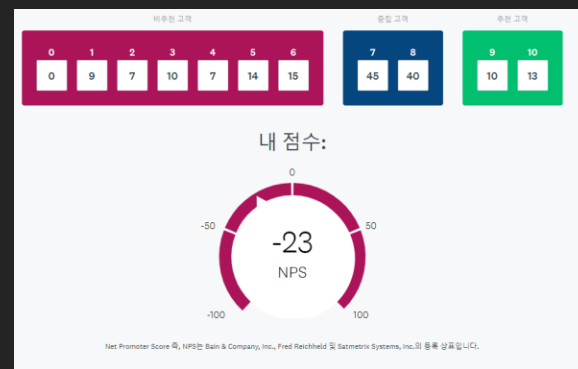 비추천 고객 중립 고객 추천 고객
0 1 2 3 4 5 6 7 8 9 10
0 9 7 10 7 14 15 45 40 10 13
내 점수:
0
-50 50
-23
NPS
-100 100
Net Promoter Score 즉, NPS는 Bain & Company, Inc., Fred Reichheld 및 Satmetrix Systems, Inc.의 등록 상표입니다.